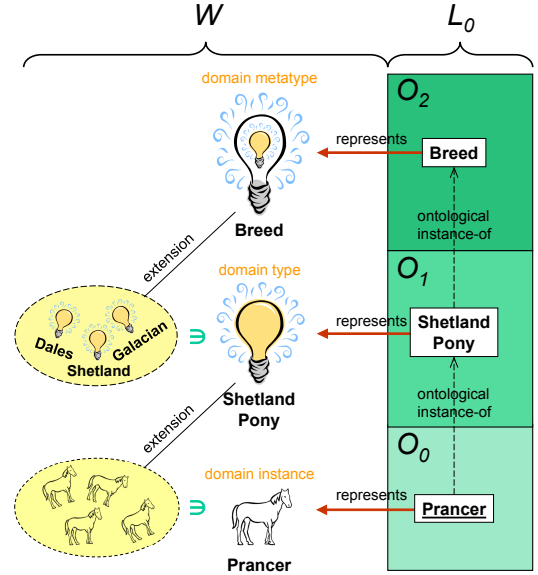 W
L0
domain metatype
O2
represents
Breed
Breed
ontological
instance-of
extension
domain type
O1
Dales
Galacian
Shetland
∋
represents
Shetland
Pony
Shetland
Pony
ontological
instance-of
extension
domain instance
O0
∋
represents
Prancer
Prancer